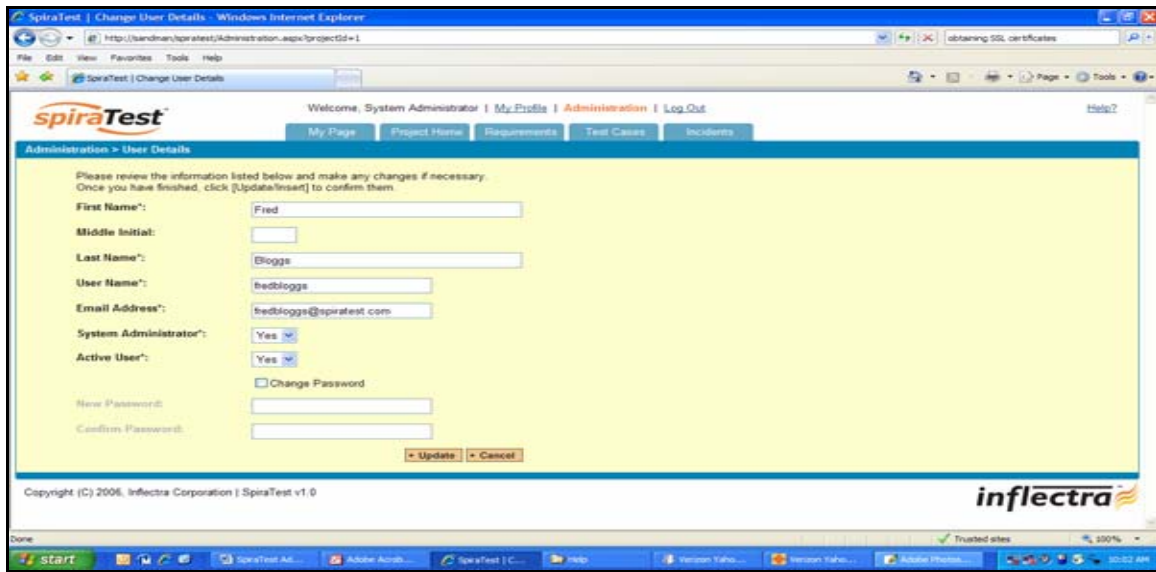 SpiraTest | Change User Details - Windows Internet Explorer
http://sandman/spiratest/Administration.aspx?projectId=1
obtaining SSL certificates
File Edit View Favorites Tools Help
SpiraTest | Change User Details
Page Tools
spiraTest
Welcome, System Administrator | My Profile | Administration | Log Out
Help?
My Page Project Home Requirements Test Cases Incidents
Administration > User Details
Please review the information listed below and make any changes if necessary.
Once you have finished, click [Update/Insert] to confirm them.
First Name*: Fred
Middle Initial:
Last Name*: Bloggs
User Name*: fredbloggs
Email Address*: fredbloggs@spiratest.com
System Administrator*: Yes
Active User*: Yes
Change Password
New Password:
Confirm Password:
Update Cancel
Copyright (C) 2006, Inflectra Corporation | SpiraTest v1.0
inflectra
Done
Trusted sites
100%
start
SpiraTest Ad...
Adobe Acrob...
SpiraTest | C...
Help
Verizon Yaho...
Verizon Yaho...
Adobe Photos...
10:02 AM